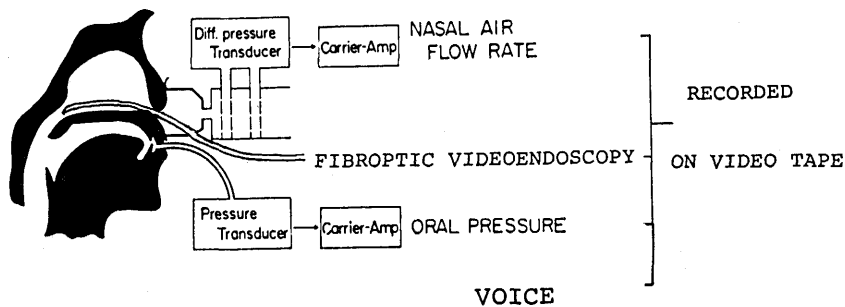 Diff. pressure
Transducer
Carrier-Amp
NASAL AIR
FLOW RATE
RECORDED
FIBROPTIC VIDEOENDOSCOPY
ON VIDEO TAPE
Pressure
Transducer
Carrier-Amp
ORAL PRESSURE
VOICE